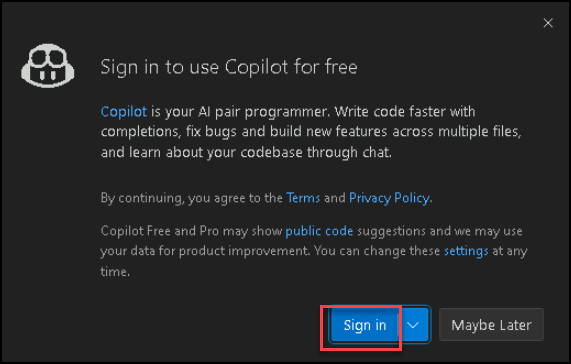 Sign in to use Copilot for free
Copilot is your AI pair programmer. Write code faster with
completions, fix bugs and build new features across multiple files,
and learn about your codebase through chat.
By continuing, you agree to the Terms and Privacy Policy.
Copilot Free and Pro may show public code suggestions and we may use
your data for product improvement. You can change these settings at any
time.
Sign in
Maybe Later